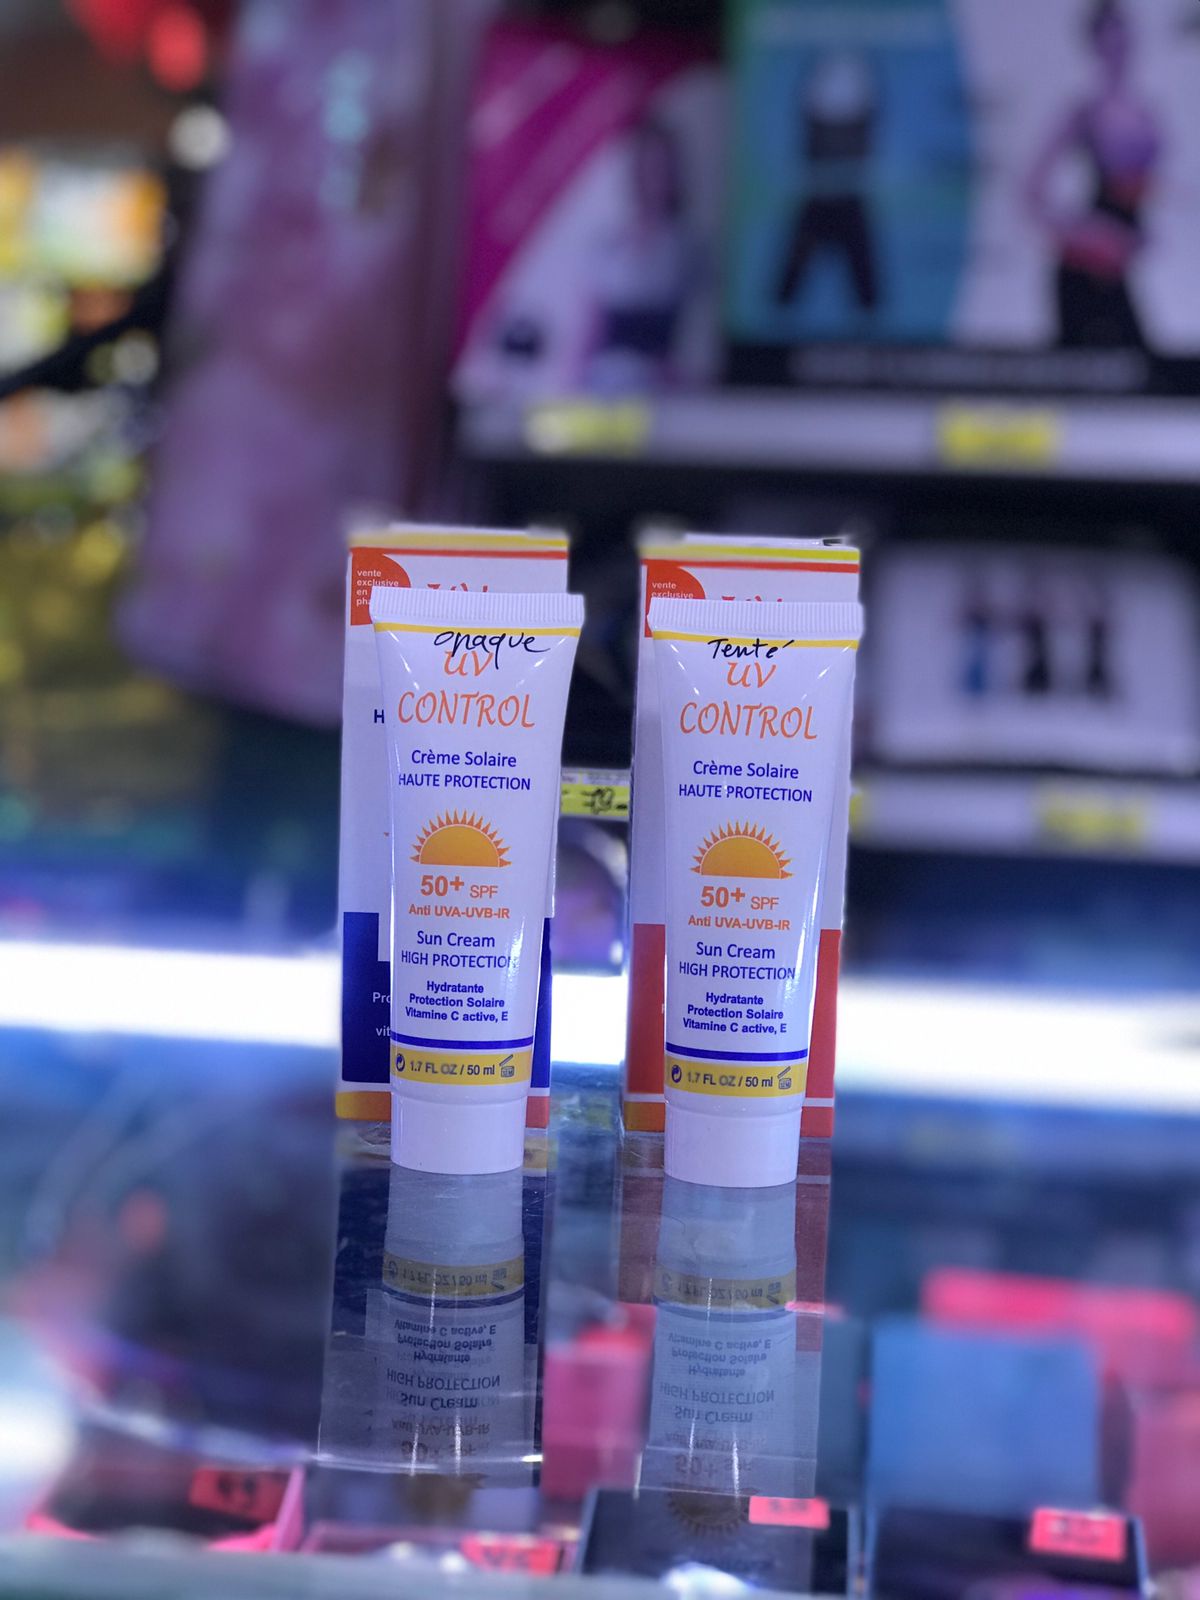 vente
exclusive
en
vente
exclusive
opaque
UV
CONTROL
Crème Solaire
HAUTE PROTECTION
50+ SPF
Anti UVA-UVB-IR
Sun Cream
HIGH PROTECTION
Hydratante
Protection Solaire
Vitamine C active, E
1.7 FL OZ / 50 ml
Tenté
UV
CONTROL
Crème Solaire
HAUTE PROTECTION
50+ SPF
Anti UVA-UVB-IR
Sun Cream
HIGH PROTECTION
Hydratante
Protection Solaire
Vitamine C active, E
1.7 FL OZ / 50 ml